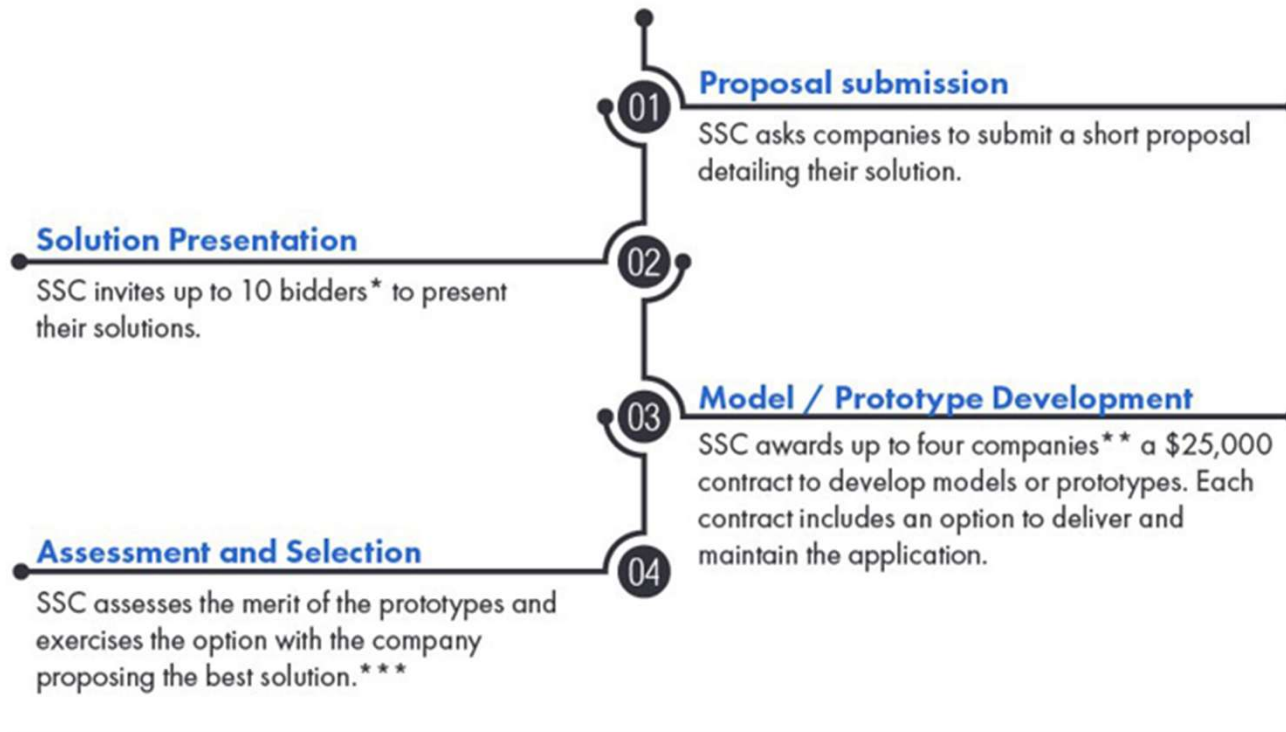 01
Proposal submission
SSC asks companies to submit a short proposal
detailing their solution.
Solution Presentation
02
SSC invites up to 10 bidders* to present
their solutions.
03
Model / Prototype Development
SSC awards up to four companies** a $25,000
contract to develop models or prototypes. Each
contract includes an option to deliver and
maintain the application.
Assessment and Selection
04
SSC assesses the merit of the prototypes and
exercises the option with the company
proposing the best solution.***